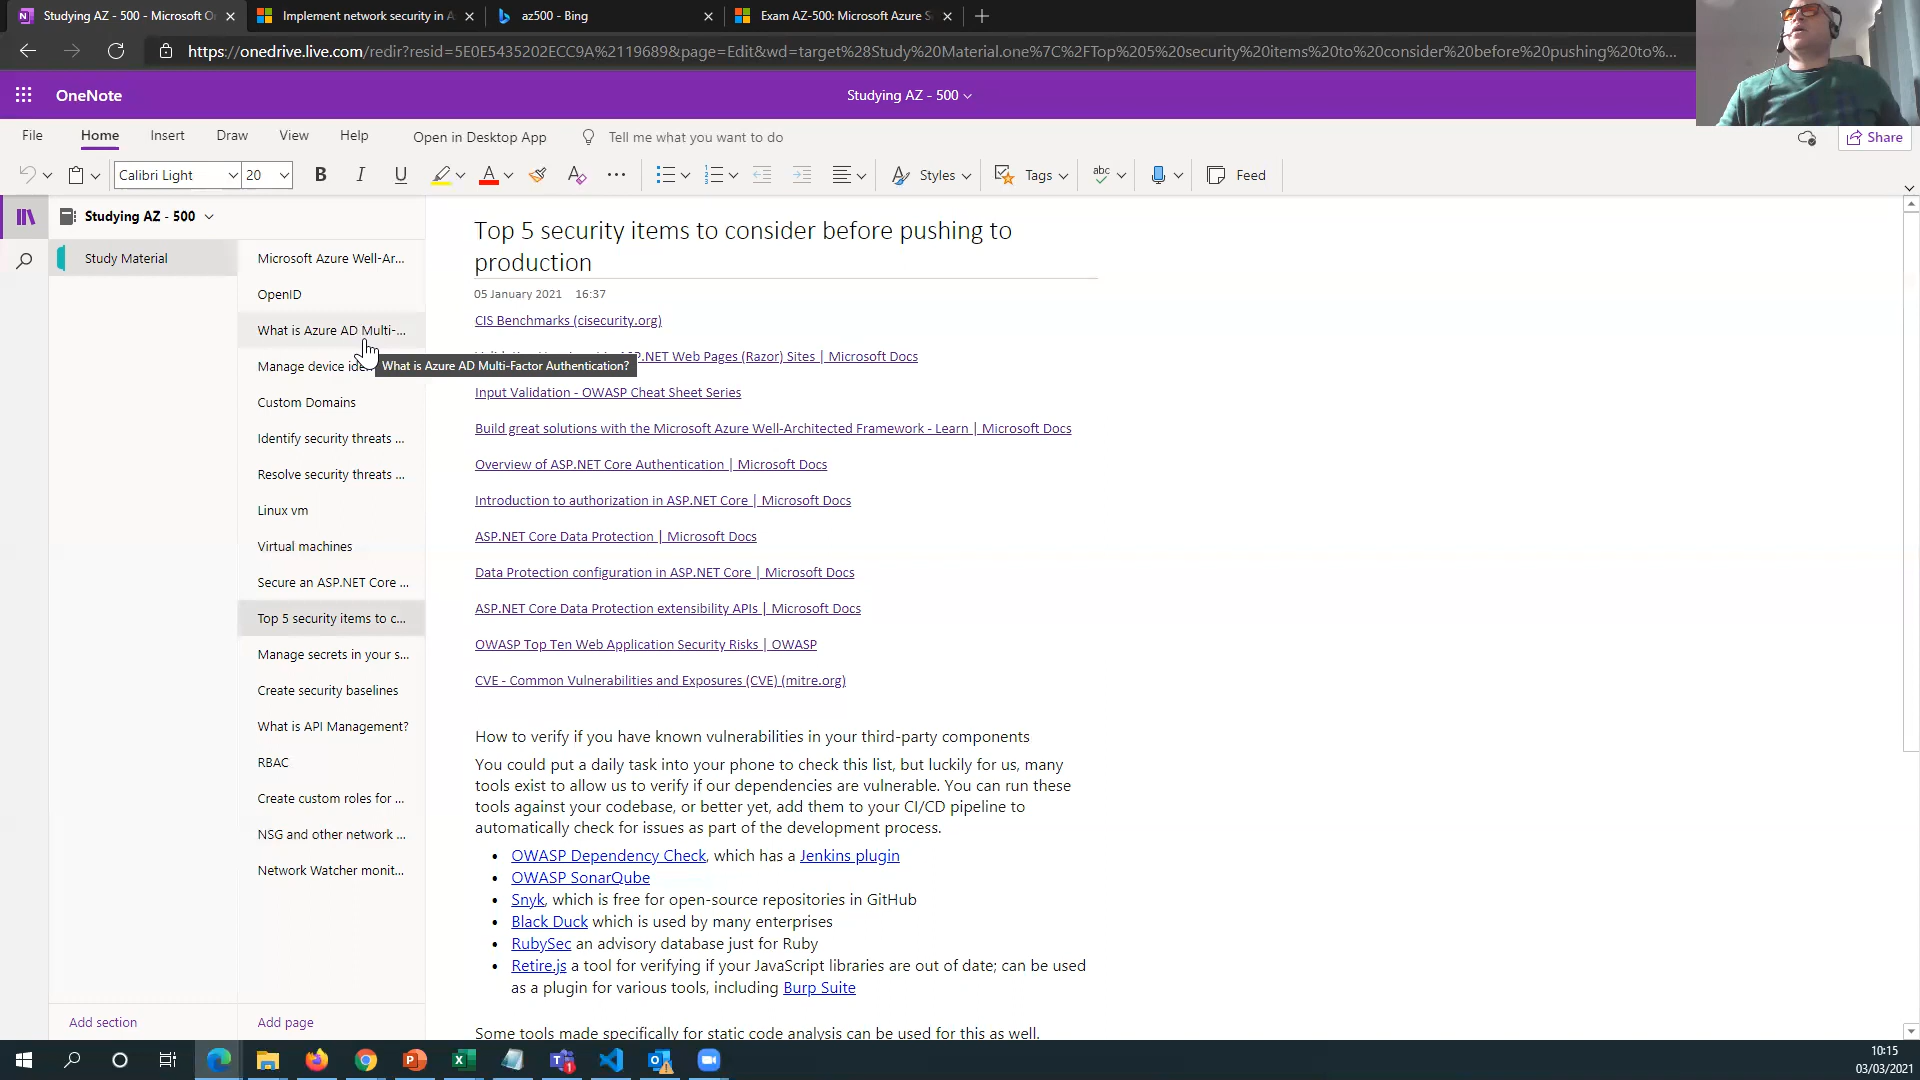 Studying AZ - 500 - Microsoft O
Implement network security in A
az500 - Bing
Exam AZ-500: Microsoft Azure S
https://onedrive.live.com/redir?resid=5E0E5435202ECC9A%2119689&page=Edit&wd=target%28Study%20Material.one%7C%2FTop%205%20security%20items%20to%20consider%20before%20pushing%20to%...
OneNote
Studying AZ - 500
File
Home
Insert
Draw
View
Help
Open in Desktop App
Tell me what you want to do
Share
Calibri Light
20
B
I
U
A
Styles
Tags
abc
Feed
Studying AZ - 500
Study Material
Microsoft Azure Well-Ar...
OpenID
What is Azure AD Multi-...
Manage device ide
Custom Domains
Identify security threats ...
Resolve security threats ...
Linux vm
Virtual machines
Secure an ASP.NET Core ...
Top 5 security items to c...
Manage secrets in your s...
Create security baselines
What is API Management?
RBAC
Create custom roles for ...
NSG and other network ...
Network Watcher monit...
Add section
Add page
What is Azure AD Multi-Factor Authentication?
Top 5 security items to consider before pushing to
production
05 January 2021 16:37
CIS Benchmarks (cisecurity.org)
.NET Web Pages (Razor) Sites | Microsoft Docs
Input Validation - OWASP Cheat Sheet Series
Build great solutions with the Microsoft Azure Well-Architected Framework - Learn | Microsoft Docs
Overview of ASP.NET Core Authentication | Microsoft Docs
Introduction to authorization in ASP.NET Core | Microsoft Docs
ASP.NET Core Data Protection | Microsoft Docs
Data Protection configuration in ASP.NET Core | Microsoft Docs
ASP.NET Core Data Protection extensibility APIs | Microsoft Docs
OWASP Top Ten Web Application Security Risks | OWASP
CVE - Common Vulnerabilities and Exposures (CVE) (mitre.org)
How to verify if you have known vulnerabilities in your third-party components
You could put a daily task into your phone to check this list, but luckily for us, many
tools exist to allow us to verify if our dependencies are vulnerable. You can run these
tools against your codebase, or better yet, add them to your CI/CD pipeline to
automatically check for issues as part of the development process.
• OWASP Dependency Check, which has a Jenkins plugin
• OWASP SonarQube
• Snyk, which is free for open-source repositories in GitHub
• Black Duck which is used by many enterprises
• RubySec an advisory database just for Ruby
• Retire.js a tool for verifying if your JavaScript libraries are out of date; can be used
as a plugin for various tools, including Burp Suite
Some tools made specifically for static code analysis can be used for this as well.
10:15
03/03/2021